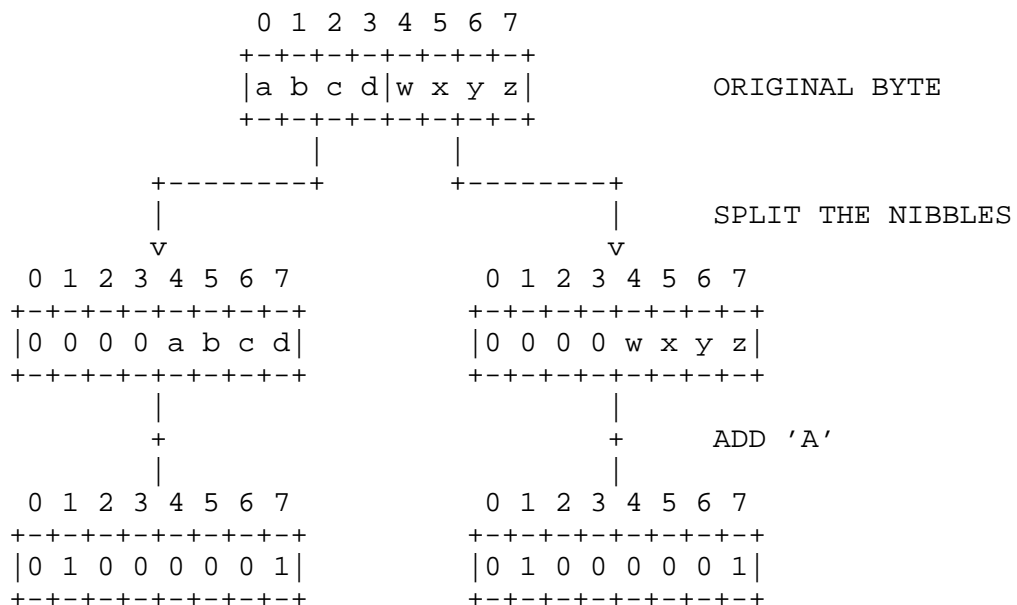 0 1 2 3 4 5 6 7
                +-+-+-+-+-+-+-+-+
                |a b c d|w x y z|             ORIGINAL BYTE
                +-+-+-+-+-+-+-+-+
                     |         |
          +--------+         +--------+
          |                            |      SPLIT THE NIBBLES
          v                            v
 0 1 2 3 4 5 6 7              0 1 2 3 4 5 6 7
+-+-+-+-+-+-+-+-+            +-+-+-+-+-+-+-+-+
|0 0 0 0 a b c d|            |0 0 0 0 w x y z|
+-+-+-+-+-+-+-+-+            +-+-+-+-+-+-+-+-+
          |                            |
          +                            +      ADD ’A’
          |                            |
 0 1 2 3 4 5 6 7              0 1 2 3 4 5 6 7
+-+-+-+-+-+-+-+-+            +-+-+-+-+-+-+-+-+
|0 1 0 0 0 0 0 1|            |0 1 0 0 0 0 0 1|
+-+-+-+-+-+-+-+-+            +-+-+-+-+-+-+-+-+